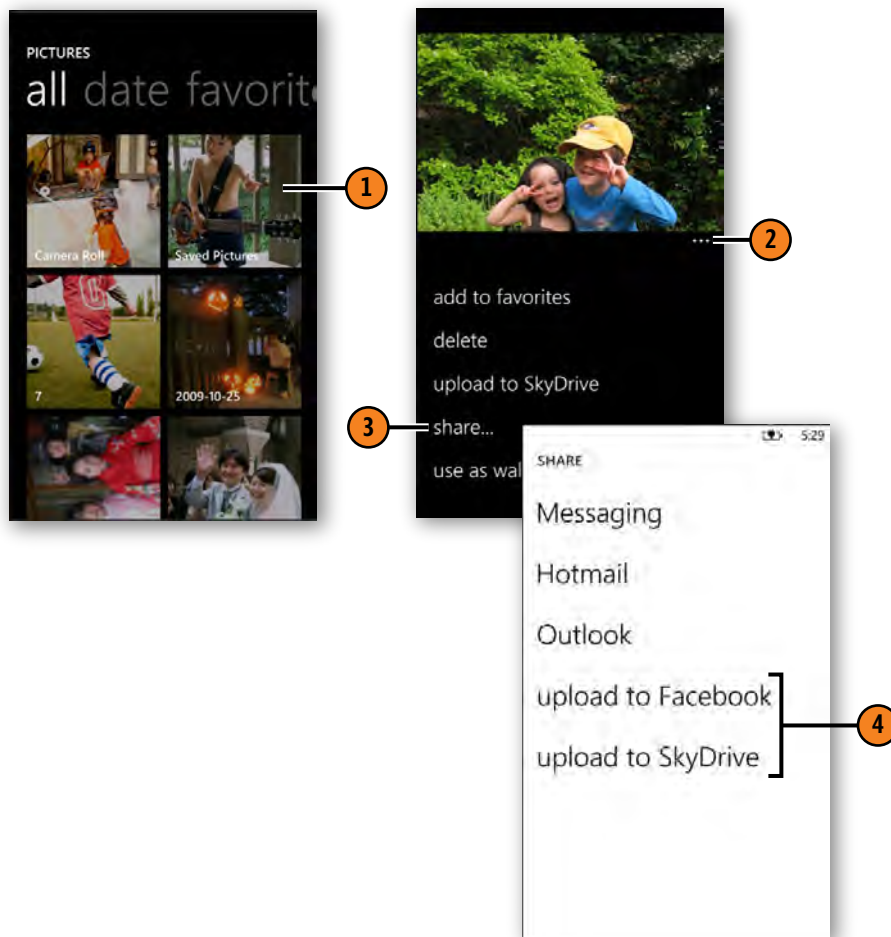 PICTURES
all date favorit
Camera Roll
Saved Pictures
7
2009-10-25
1
...
2
add to favorites
delete
upload to SkyDrive
3
share...
use as wal
5:29
SHARE
Messaging
Hotmail
Outlook
upload to Facebook
upload to SkyDrive
4